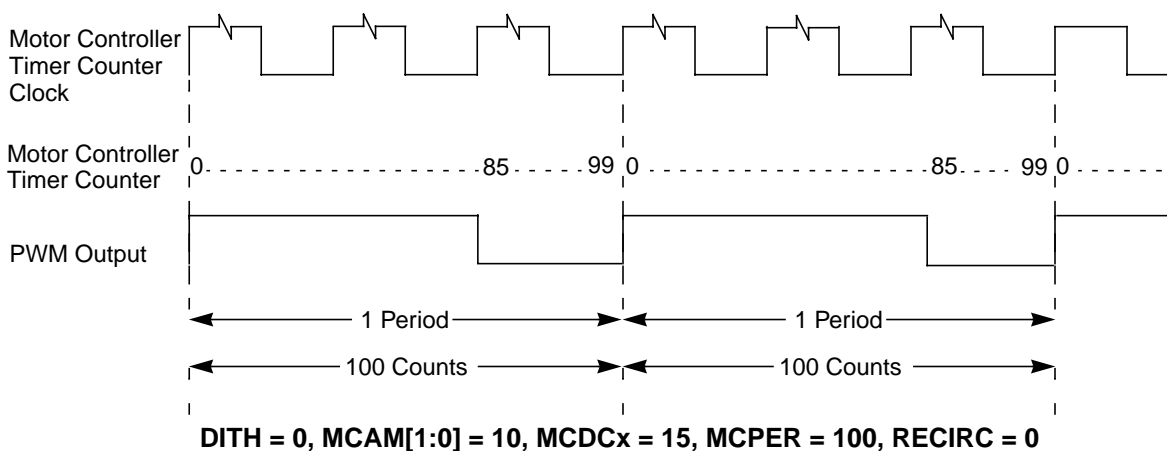 Motor Controller
Timer Counter
Clock
Motor Controller
Timer Counter
0 85 99 0 85 99 0
PWM Output
1 Period 1 Period
100 Counts 100 Counts
DITH = 0, MCAM[1:0] = 10, MCDCx = 15, MCPER = 100, RECIRC = 0